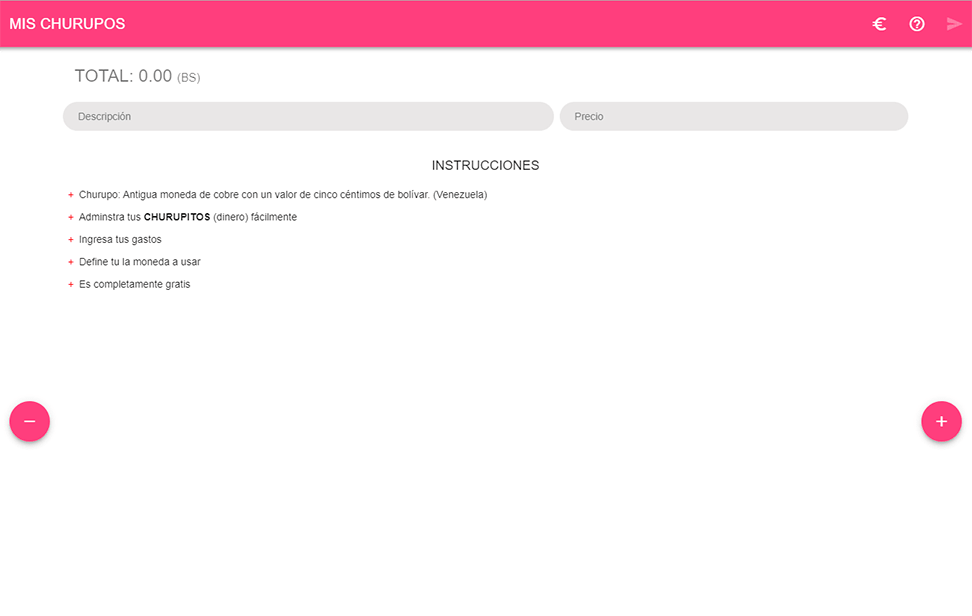 MIS CHURUPOS
TOTAL: 0.00 (BS)
Descripción Precio
INSTRUCCIONES
+ Churupo: Antigua moneda de cobre con un valor de cinco céntimos de bolívar. (Venezuela)
+ Adminstra tus CHURUPITOS (dinero) fácilmente
+ Ingresa tus gastos
+ Define tu la moneda a usar
+ Es completamente gratis